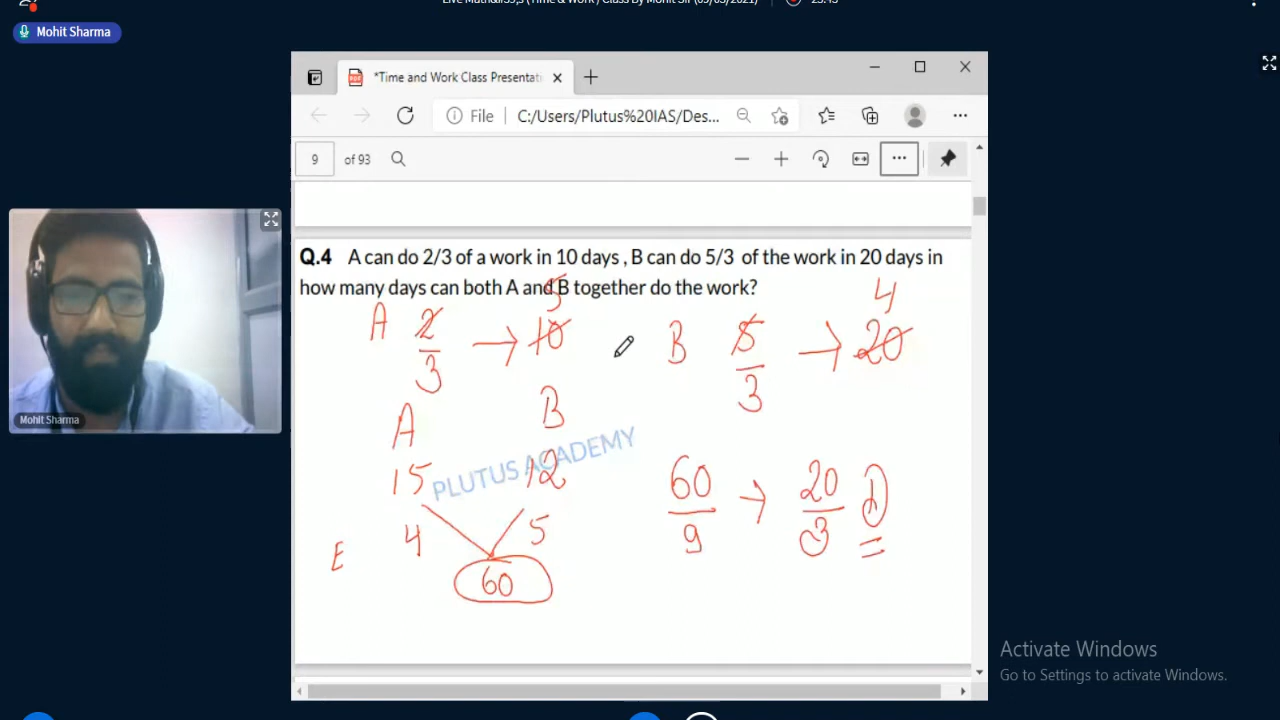 Mohit Sharma
*Time and Work Class Presentati
File C:/Users/Plutus%20IAS/Des...
9 of 93
Q.4 A can do 2/3 of a work in 10 days , B can do 5/3 of the work in 20 days in
how many days can both A and B together do the work?
A 2/3 → 10 5
B 5/3 → 20 4
A B
15 12
4 5
E 60
60/9 → 20/3 D
PLUTUS ACADEMY
Mohit Sharma
Activate Windows
Go to Settings to activate Windows.